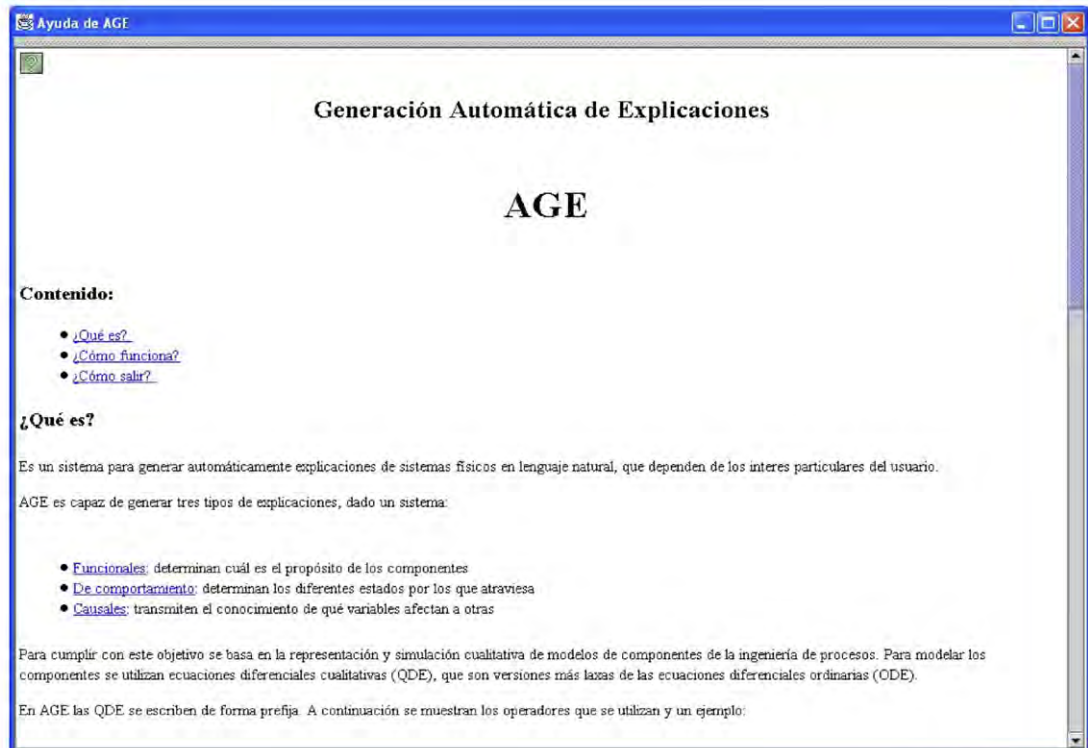 Ayuda de AGE
Generación Automática de Explicaciones
AGE
Contenido:
¿Qué es?
¿Cómo funciona?
¿Cómo salir?
¿Qué es?
Es un sistema para generar automáticamente explicaciones de sistemas físicos en lenguaje natural, que dependen de los interes particulares del usuario.
AGE es capaz de generar tres tipos de explicaciones, dado un sistema:
Funcionales: determinan cuál es el propósito de los componentes
De comportamiento: determinan los diferentes estados por los que atraviesa
Causales: transmiten el conocimiento de qué variables afectan a otras
Para cumplir con este objetivo se basa en la representación y simulación cualitativa de modelos de componentes de la ingeniería de procesos. Para modelar los
componentes se utilizan ecuaciones diferenciales cualitativas (QDE), que son versiones más laxas de las ecuaciones diferenciales ordinarias (ODE).
En AGE las QDE se escriben de forma prefija. A continuación se muestran los operadores que se utilizan y un ejemplo: